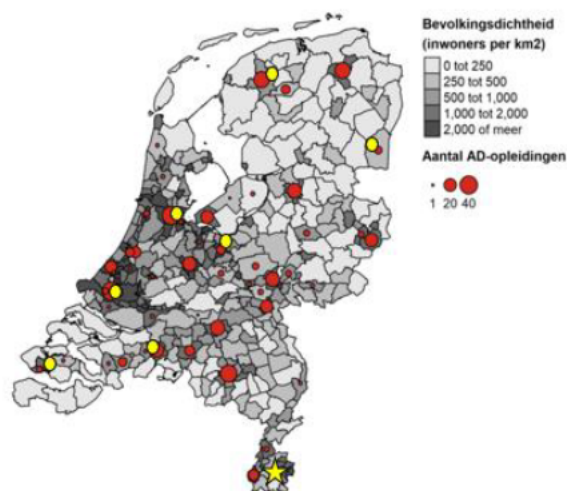 Bevolkingsdichtheid
(inwoners per km2)
0 tot 250
250 tot 500
500 tot 1,000
1,000 tot 2,000
2,000 of meer
Aantal AD-opleidingen
1 20 40